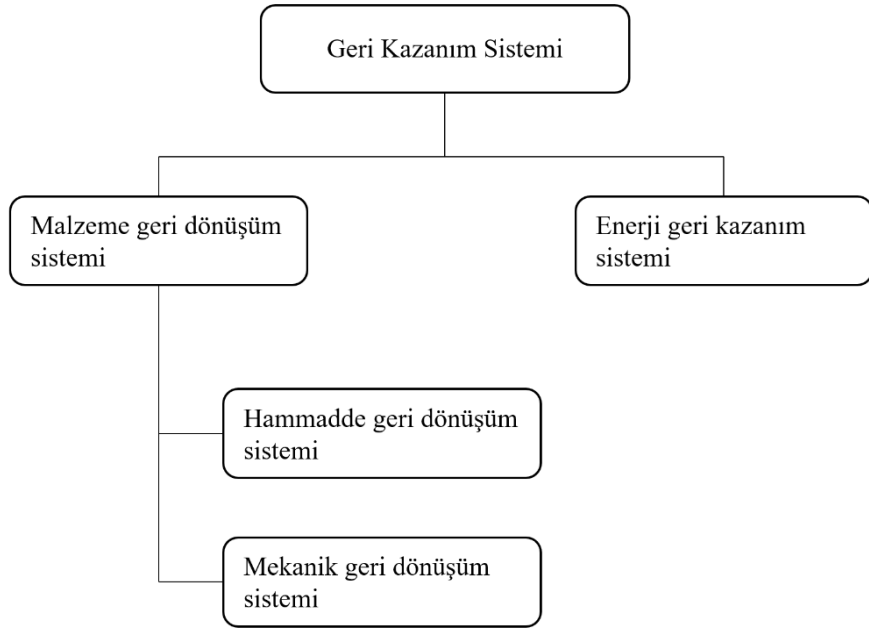 Geri Kazanım Sistemi
Malzeme geri dönüşüm
sistemi
Enerji geri kazanım
sistemi
Hammadde geri dönüşüm
sistemi
Mekanik geri dönüşüm
sistemi